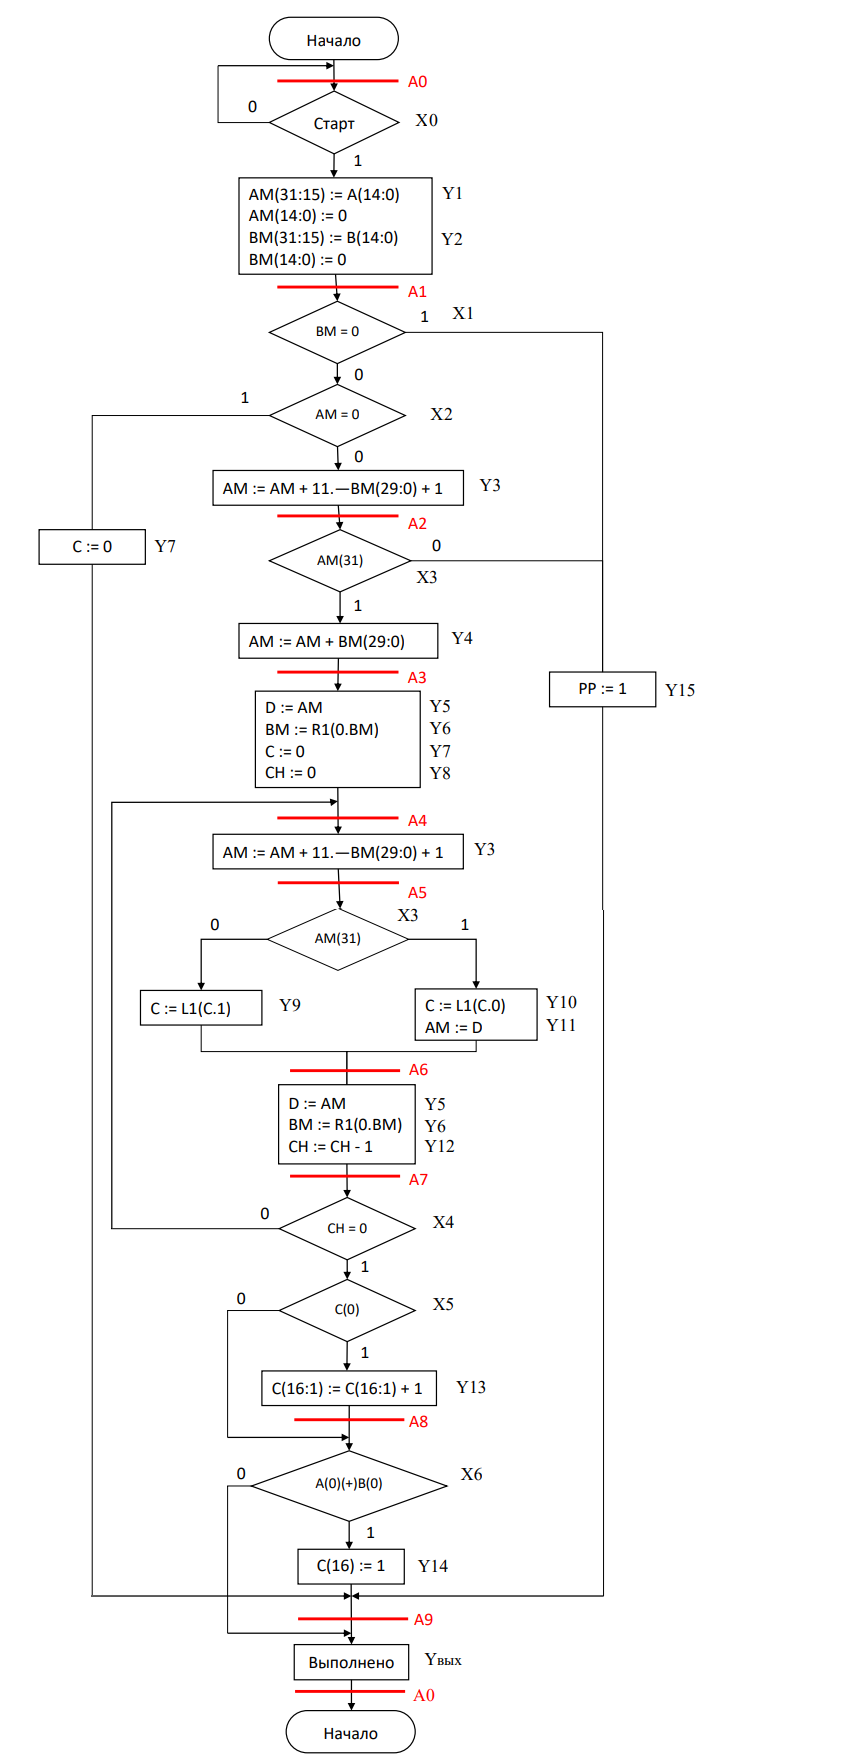 Начало
A0
0
Старт
X0
1
AM(31:15) := A(14:0)
Y1
AM(14:0) := 0
BM(31:15) := B(14:0)
Y2
BM(14:0) := 0
A1
1
X1
BM = 0
0
1
AM = 0
X2
0
AM := AM + 11.—BM(29:0) + 1
Y3
A2
0
C := 0
Y7
AM(31)
X3
1
AM := AM + BM(29:0)
Y4
A3
PP := 1
Y15
D := AM
Y5
BM := R1(0.BM)
Y6
C := 0
Y7
CH := 0
Y8
A4
AM := AM + 11.—BM(29:0) + 1
Y3
A5
X3
0
1
AM(31)
C := L1(C.1)
Y9
C := L1(C.0)
Y10
AM := D
Y11
A6
D := AM
Y5
BM := R1(0.BM)
Y6
CH := CH - 1
Y12
A7
0
CH = 0
X4
1
0
C(0)
X5
1
C(16:1) := C(16:1) + 1
Y13
A8
0
A(0)(+)B(0)
X6
1
C(16) := 1
Y14
A9
Выполнено
Yвых
A0
Начало